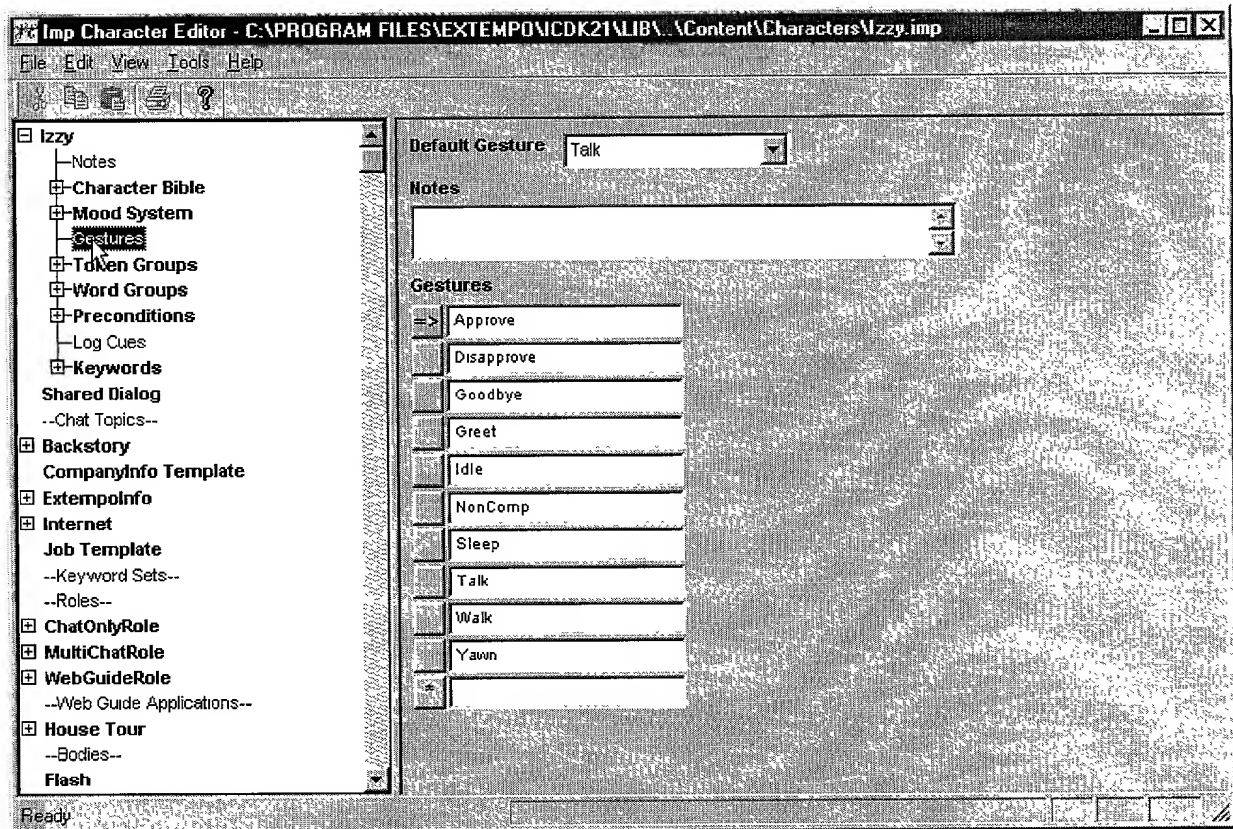 Imp Character Editor - C:\PROGRAM FILES\EXTEMPO\ICDK21\LIB\..\Content\Characters\Izzy.imp
File Edit View Tools Help
Izzy
Notes
Character Bible
Mood System
Gestures
Token Groups
Word Groups
Preconditions
Log Cues
Keywords
Shared Dialog
--Chat Topics--
Backstory
CompanyInfo Template
ExtempoInfo
Internet
Job Template
--Keyword Sets--
--Roles--
ChatOnlyRole
MultiChatRole
WebGuideRole
--Web Guide Applications--
House Tour
--Bodies--
Flash
Default Gesture Talk
Notes
Gestures
=> Approve
Disapprove
Goodbye
Greet
Idle
NonComp
Sleep
Talk
Walk
Yawn
*
Ready